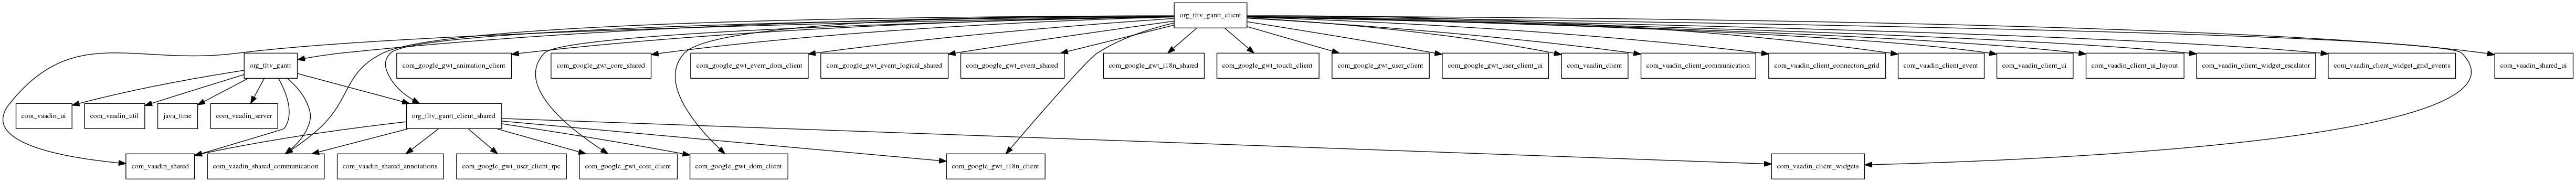 org_tltv_gantt_client
org_tltv_gantt
com_google_gwt_animation_client
com_google_gwt_core_shared
com_google_gwt_event_dom_client
com_google_gwt_event_logical_shared
com_google_gwt_event_shared
com_google_gwt_i18n_shared
com_google_gwt_touch_client
com_google_gwt_user_client
com_google_gwt_user_client_ui
com_vaadin_client
com_vaadin_client_communication
com_vaadin_client_connectors_grid
com_vaadin_client_event
com_vaadin_client_ui
com_vaadin_client_ui_layout
com_vaadin_client_widget_escalator
com_vaadin_client_widget_grid_events
com_vaadin_shared_ui
com_vaadin_ui
com_vaadin_util
java_time
com_vaadin_server
org_tltv_gantt_client_shared
com_vaadin_shared
com_vaadin_shared_communication
com_vaadin_shared_annotations
com_google_gwt_user_client_rpc
com_google_gwt_core_client
com_google_gwt_dom_client
com_google_gwt_i18n_client
com_vaadin_client_widgets